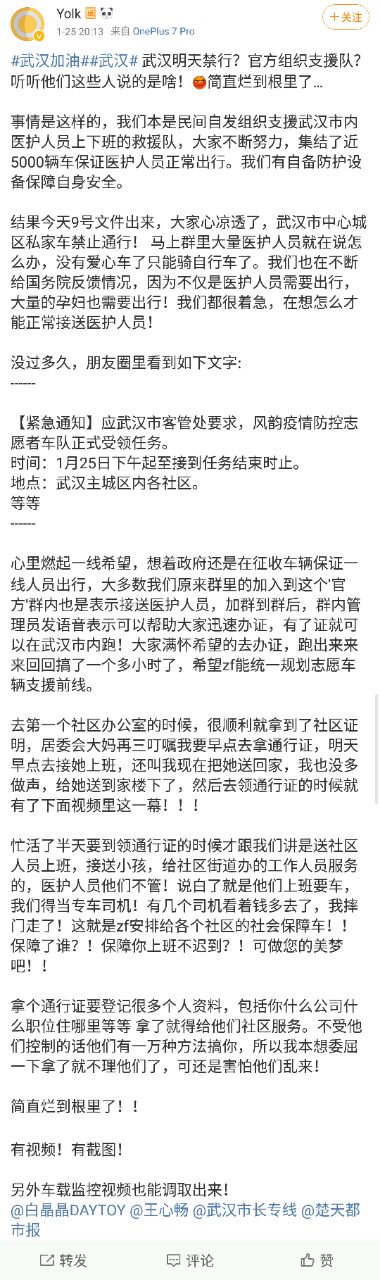 Yolk
1-25 20:13 来自 OnePlus 7 Pro
+关注
#武汉加油##武汉# 武汉明天禁行？官方组织支援队？
听听他们这些人说的是啥！简直烂到根里了...
事情是这样的，我们本是民间自发组织支援武汉市内
医护人员上下班的救援队，大家不断努力，集结了近
5000辆车保证医护人员正常出行。我们有自备防护设
备保障自身安全。
结果今天9号文件出来，大家心凉透了，武汉市中心城
区私家车禁止通行！ 马上群里大量医护人员就在说怎
么办，没有爱心车了只能骑自行车了。我们也在不断
给国务院反馈情况，因为不仅是医护人员需要出行，
大量的孕妇也需要出行！我们都很着急，在想怎么才
能正常接送医护人员！
没过多久，朋友圈里看到如下文字:
------
【紧急通知】应武汉市客管处要求，风韵疫情防控志
愿者车队正式受领任务。
时间：1月25日下午起至接到任务结束时止。
地点：武汉主城区内各社区。
等等
------
心里燃起一线希望，想着政府还是在征收车辆保证一
线人员出行，大多数我们原来群里的加入到这个'官
方'群内也是表示接送医护人员，加群到群后，群内管
理员发语音表示可以帮助大家迅速办证，有了证就可
以在武汉市内跑！大家满怀希望的去办证，跑出来来
来回回搞了一个多小时了，希望zf能统一规划志愿车
辆支援前线。
去第一个社区办公室的时候，很顺利就拿到了社区证
明，居委会大妈再三叮嘱我要早点去拿通行证，明天
早点去接她上班，还叫我现在把她送回家，我也没多
做声，给她送到家楼下了，然后去领通行证的时候就
有了下面视频里这一幕！！！
忙活了半天要到领通行证的时候才跟我们讲是送社区
人员上班，接送小孩，给社区街道办的工作人员服务
的，医护人员他们不管！说白了就是他们上班要车，
我们得当专车司机！有几个司机看着钱多去了，我摔
门走了！这就是zf安排给各个社区的社会保障车！！
保障了谁？！保障你上班不迟到？！可做您的美梦
吧！！
拿个通行证要登记很多个人资料，包括你什么公司什
么职位住哪里等等 拿了就得给他们社区服务。不受他
们控制的话他们有一万种方法搞你，所以我本想委屈
一下拿了就不理他们了，可还是害怕他们乱来！
简直烂到根里了！！
有视频！有截图！
另外车载监控视频也能调取出来！
@白晶晶DAYTOY @王心畅 @武汉市长专线 @楚天都
市报
转发
评论
赞